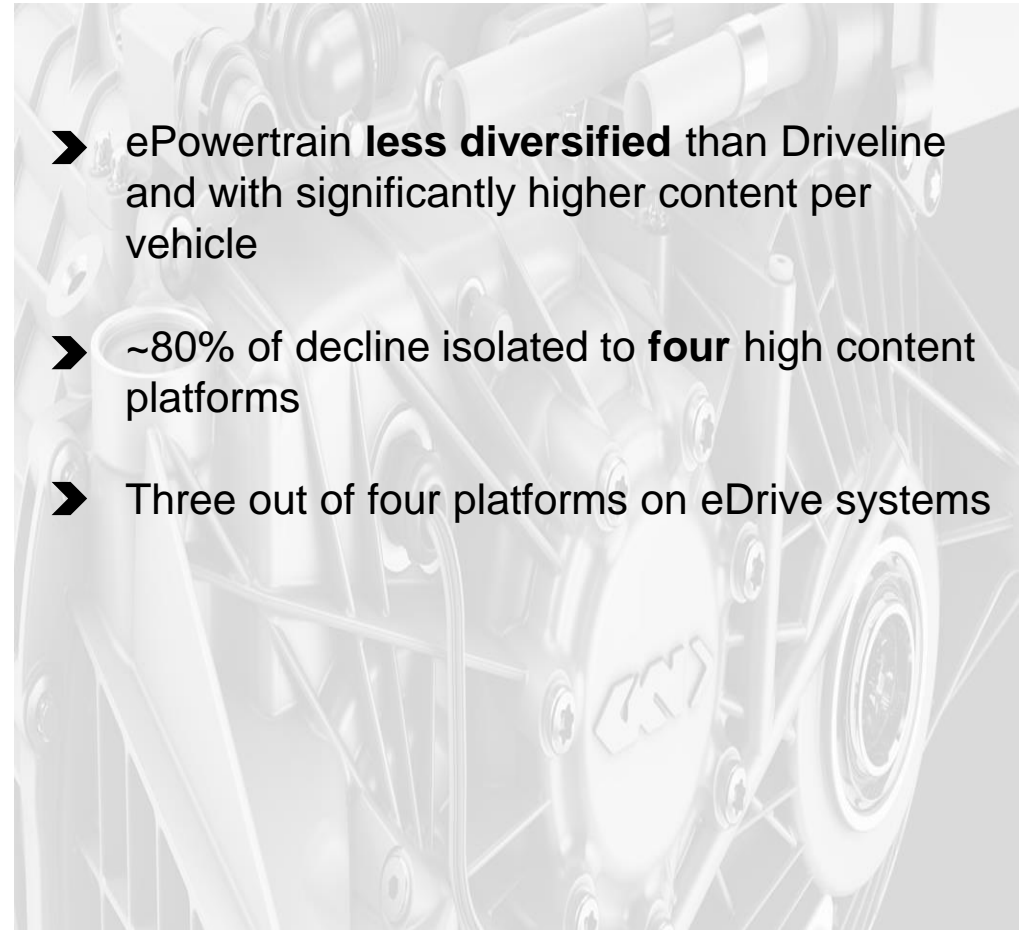 ePowertrain less diversified than Driveline
and with significantly higher content per
vehicle
~80% of decline isolated to four high content
platforms
Three out of four platforms on eDrive systems